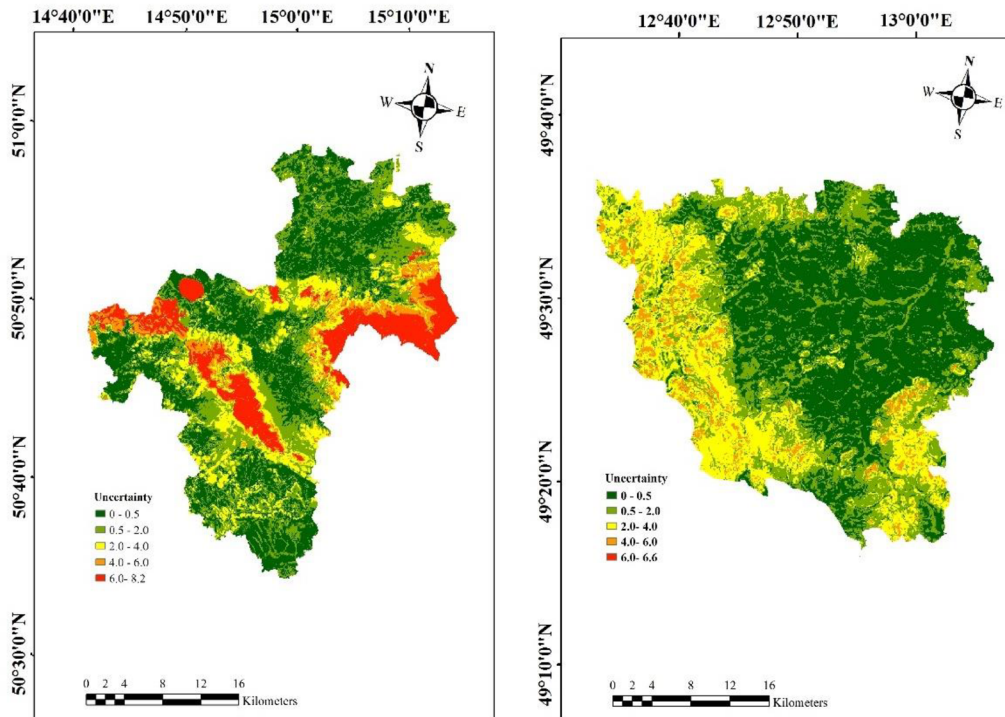 14°40'0"E 14°50'0"E 15°0'0"E 15°10'0"E
N
W E
S
51°0'0"N
50°50'0"N
50°40'0"N
50°30'0"N
Uncertainty
0 - 0.5
0.5 - 2.0
2.0 - 4.0
4.0 - 6.0
6.0- 8.2
0 2 4 8 12 16
Kilometers
12°40'0"E 12°50'0"E 13°0'0"E
N
W E
S
49°40'0"N
49°30'0"N
49°20'0"N
49°10'0"N
Uncertainty
0 - 0.5
0.5 - 2.0
2.0 - 4.0
4.0 - 6.0
6.0 - 6.6
0 2 4 8 12 16
Kilometers